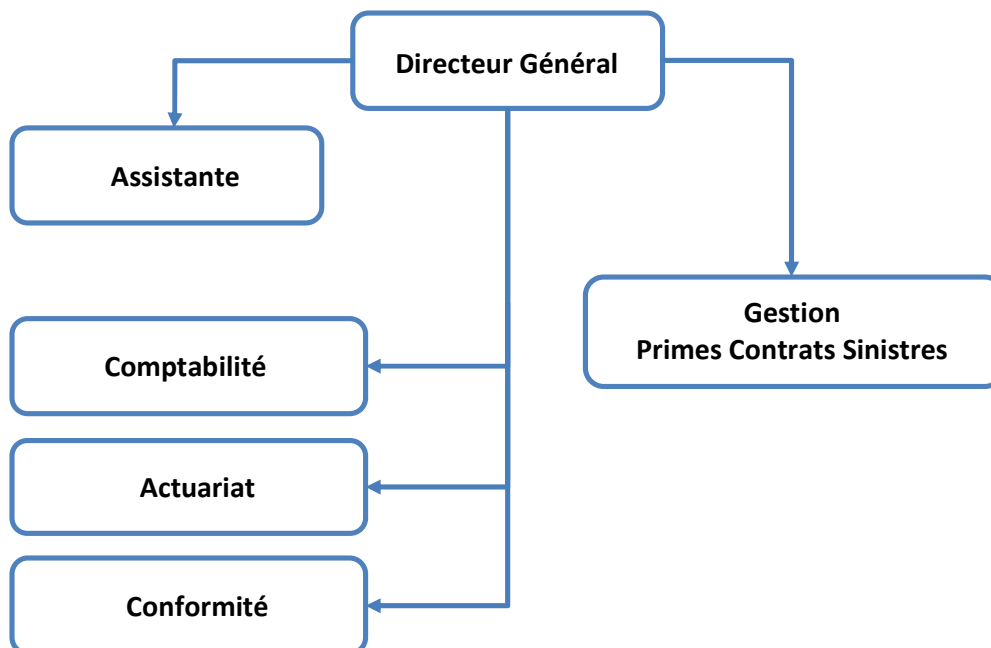 Directeur Général
Assistante
Gestion
Primes Contrats Sinistres
Comptabilité
Actuariat
Conformité